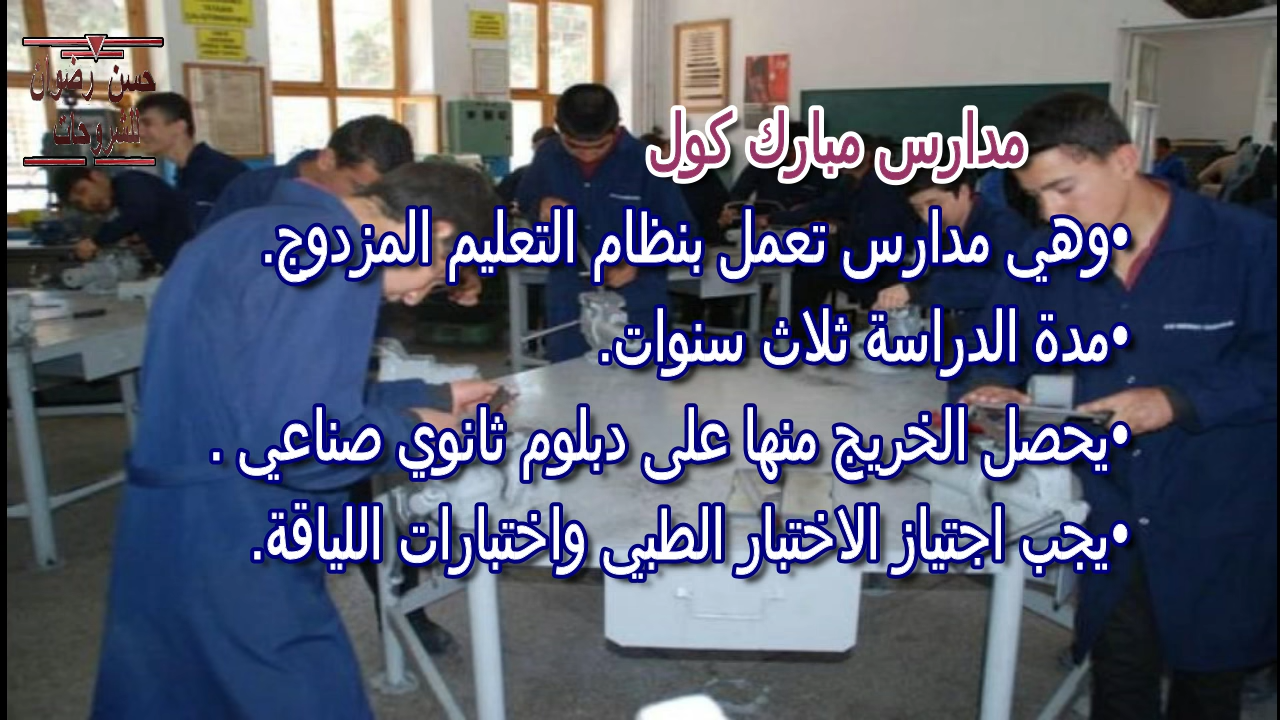 حسن رضوان
للشروحات
مدارس مبارك كول
•وهي مدارس تعمل بنظام التعليم المزدوج.
•مدة الدراسة ثلاث سنوات.
•يحصل الخريج منها على دبلوم ثانوي صناعي .
•يجب اجتياز الاختبار الطبي واختبارات اللياقة.